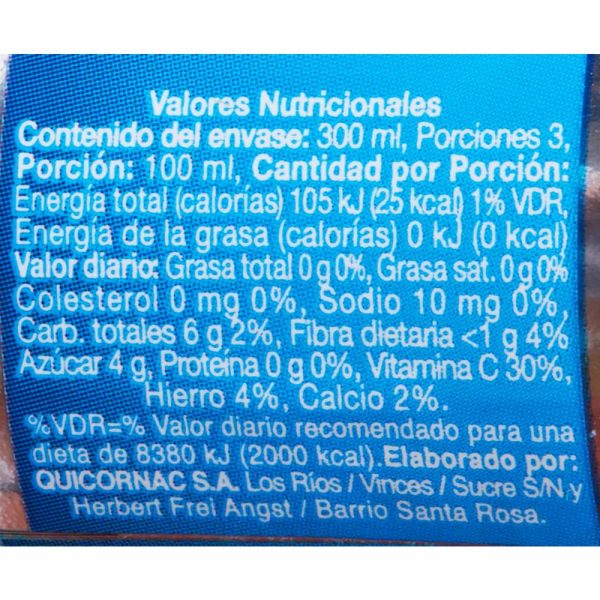 Valores Nutricionales
Contenido del envase: 300 ml, Porciones 3,
Porción: 100 ml, Cantidad por Porción:
Energía total (calorías) 105 kJ (25 kcal) 1% VDR,
Energía de la grasa (calorías) 0 kJ (0 kcal)
Valor diario: Grasa total 0 g 0%, Grasa sat. 0 g 0%
Colesterol 0 mg 0%, Sodio 10 mg 0%,
Carb. totales 6 g 2%, Fibra dietaria <1 g 4%
Azúcar 4 g, Proteína 0 g 0%, Vitamina C 30%,
Hierro 4%, Calcio 2%.
%VDR=% Valor diario recomendado para una
dieta de 8380 kJ (2000 kcal). Elaborado por:
QUICORNAC S.A. Los Ríos / Vinces / Sucre S/N y
Herbert Frei Angst / Barrio Santa Rosa.